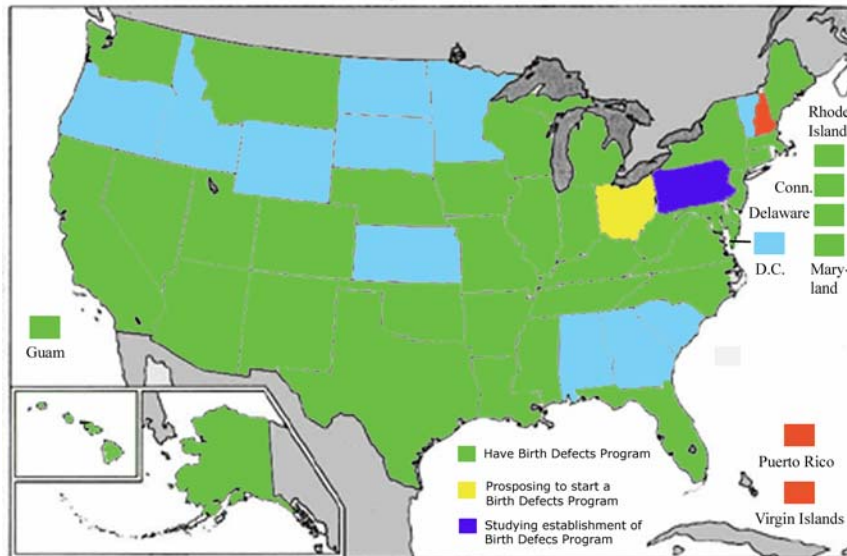 Rhode
Island
Conn.
Delaware
D.C.
Mary-
land
Guam
Have Birth Defects Program
Prosposing to start a
Birth Defects Program
Studying establishment of
Birth Defecs Program
Puerto Rico
Virgin Islands